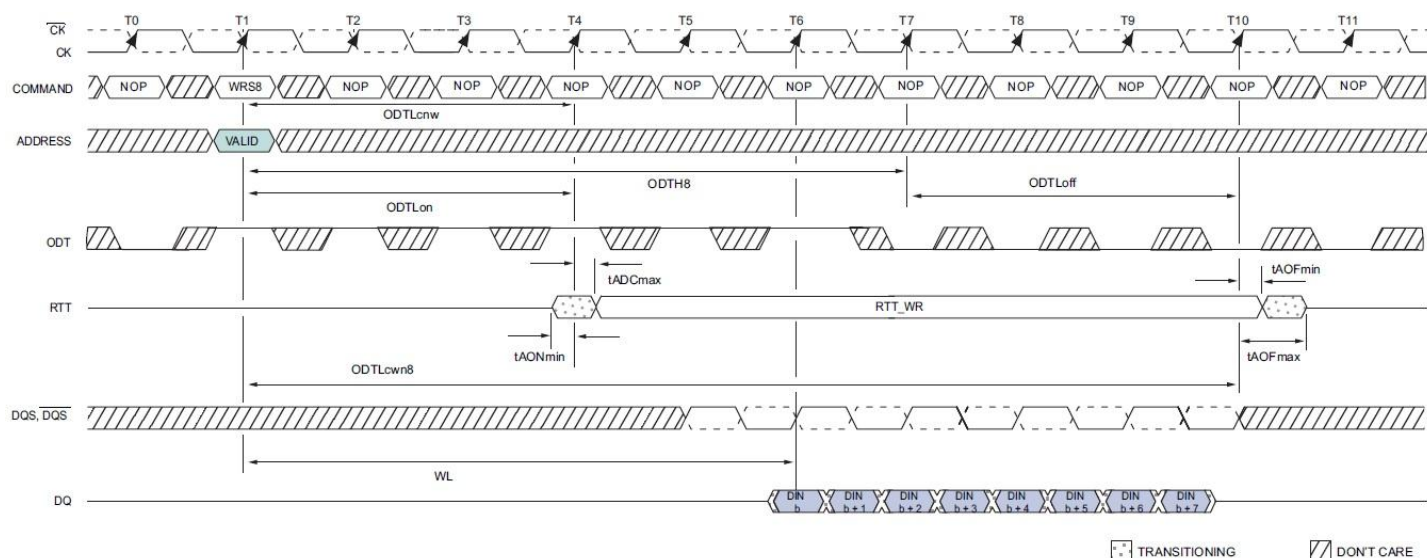 T0 T1 T2 T3 T4 T5 T6 T7 T8 T9 T10 T11
CK
CK
COMMAND NOP WRS8 NOP NOP NOP NOP NOP NOP NOP NOP NOP NOP
ODTLcnw
ADDRESS VALID
ODTH8 ODTLoff
ODTLon
ODT
tADCmax tAOFmin
RTT RTT_WR
tAONmin tAOFmax
ODTLcwn8
DQS, DQS
WL
DQ DIN b DIN b + 1 DIN b + 2 DIN b + 3 DIN b + 4 DIN b + 5 DIN b + 6 DIN b + 7
TRANSITIONING DON'T CARE